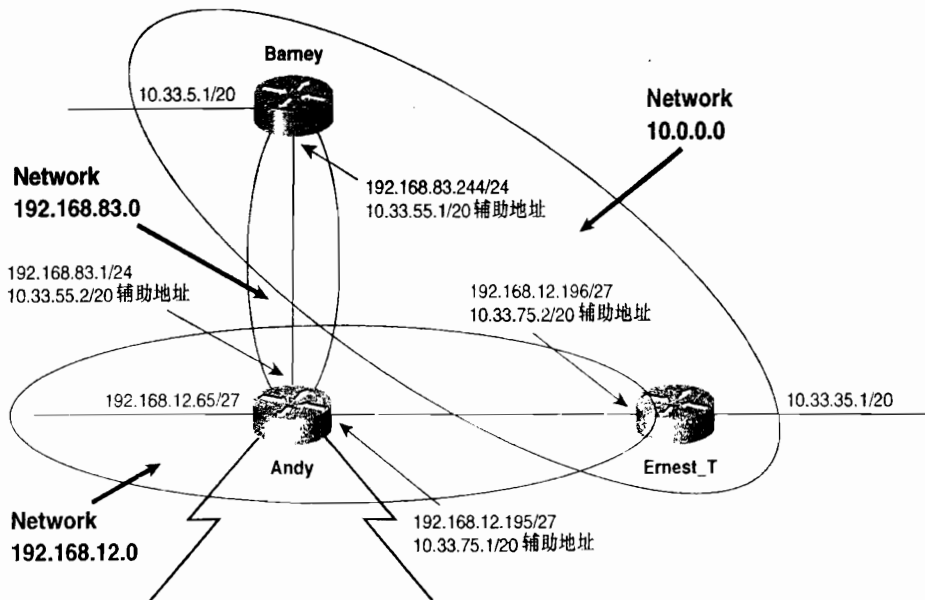 Barney
10.33.5.1/20
Network
10.0.0.0
192.168.83.244/24
10.33.55.1/20 辅助地址
Network
192.168.83.0
192.168.83.1/24
10.33.55.2/20 辅助地址
192.168.12.196/27
10.33.75.2/20 辅助地址
192.168.12.65/27
10.33.35.1/20
Andy
Ernest_T
Network
192.168.12.0
192.168.12.195/27
10.33.75.1/20 辅助地址